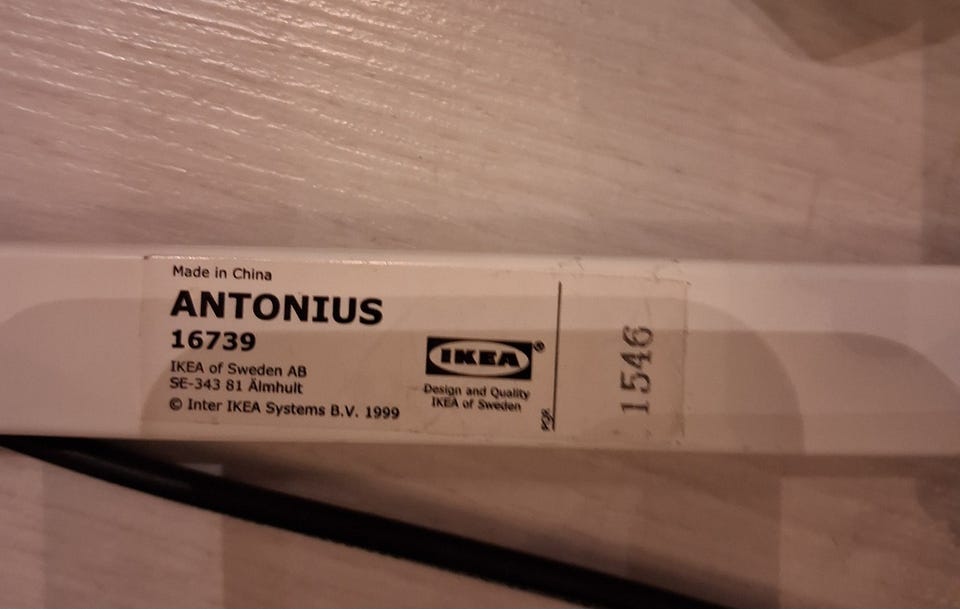 Made in China
ANTONIUS
16739
IKEA of Sweden AB
SE-343 81 Älmhult
© Inter IKEA Systems B.V. 1999
IKEA®
Design and Quality
IKEA of Sweden
1546